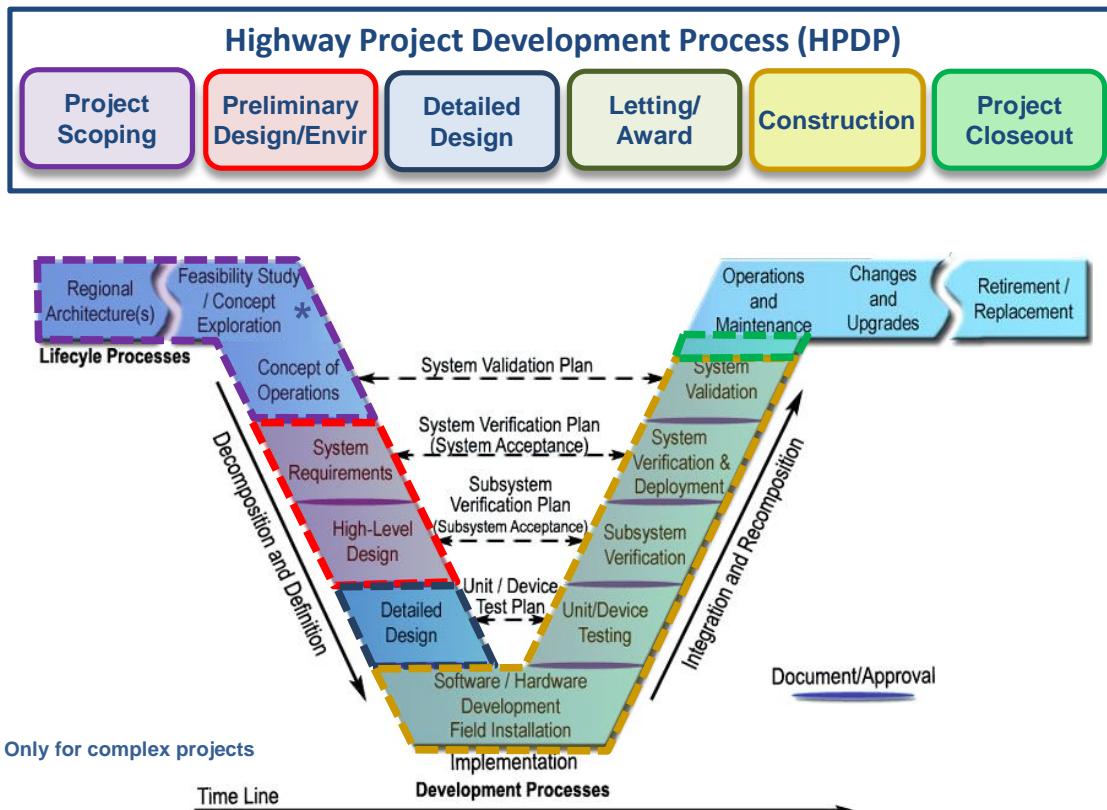 Highway Project Development Process (HPDP)
Project
Scoping
Preliminary
Design/Envir
Detailed
Design
Letting/
Award
Construction
Project
Closeout
Regional
Architecture(s)
Feasibility Study
/ Concept
Exploration
*
Operations
and
Maintenance
Changes
and
Upgrades
Retirement /
Replacement
Lifecyle Processes
Concept of
Operations
System Validation Plan
System
Validation
System
Requirements
System Verification Plan
(System Acceptance)
System
Verification &
Deployment
High-Level
Design
Subsystem
Verification Plan
(Subsystem Acceptance)
Subsystem
Verification
Detailed
Design
Unit / Device
Test Plan
Unit/Device
Testing
Decomposition and Definition
Integration and Recomposition
Software / Hardware
Development
Field Installation
Document/Approval
Only for complex projects
Implementation
Development Processes
Time Line